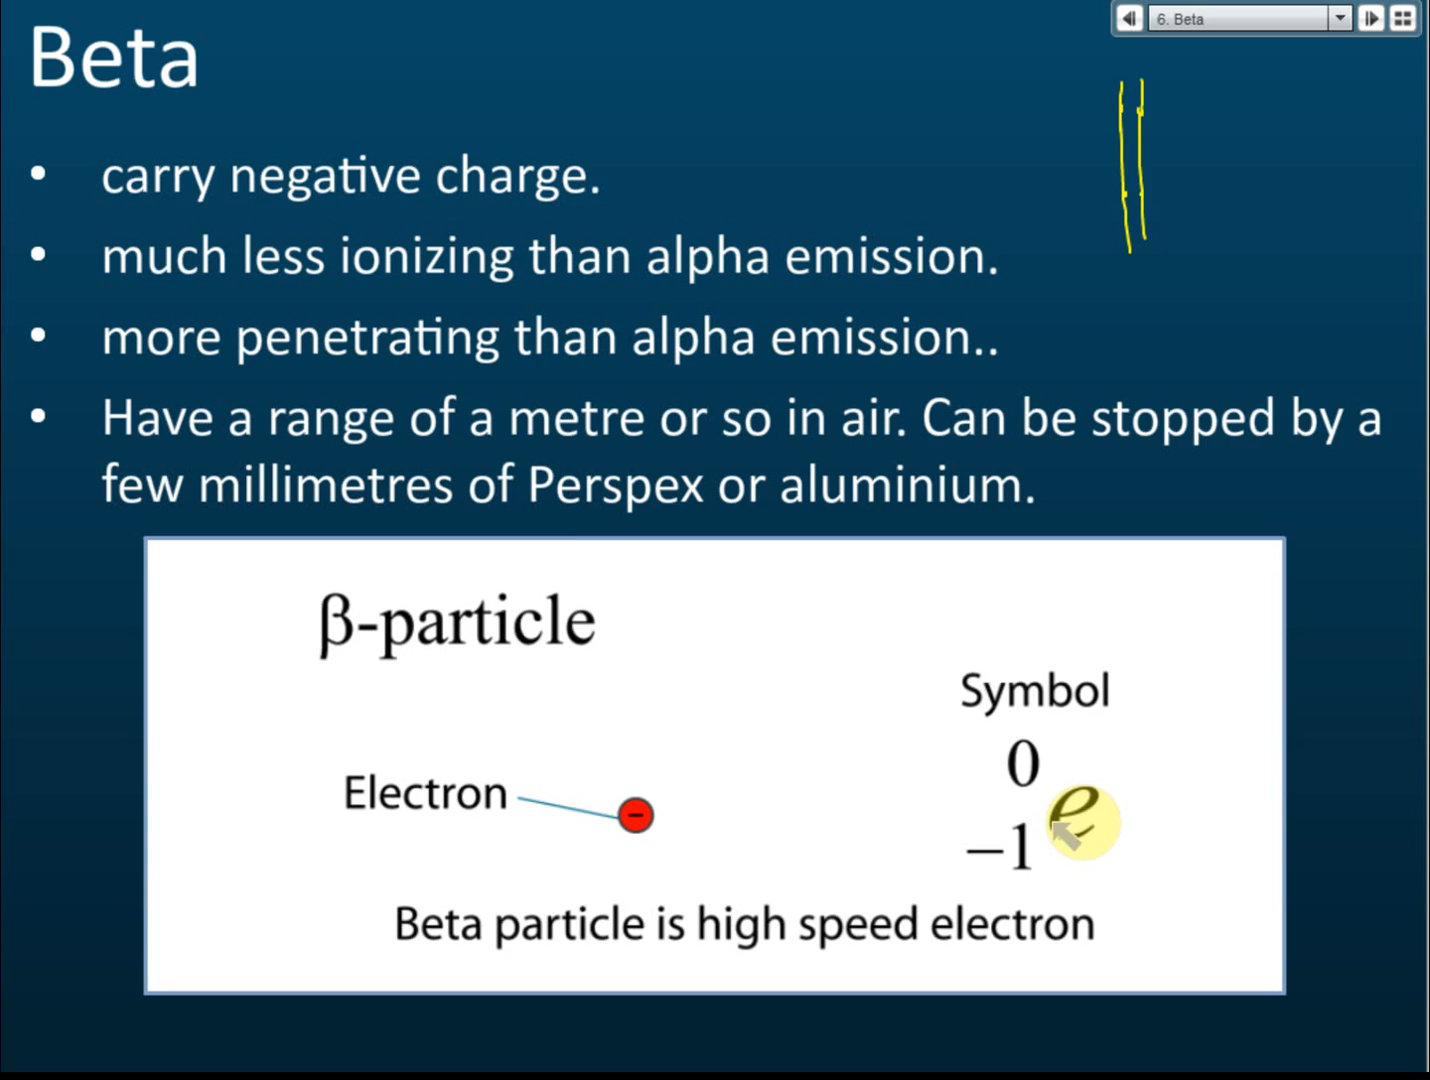 6. Beta
Beta
• carry negative charge.
• much less ionizing than alpha emission.
• more penetrating than alpha emission..
• Have a range of a metre or so in air. Can be stopped by a
few millimetres of Perspex or aluminium.
β-particle
Symbol
0
e
−1
Electron
−
Beta particle is high speed electron